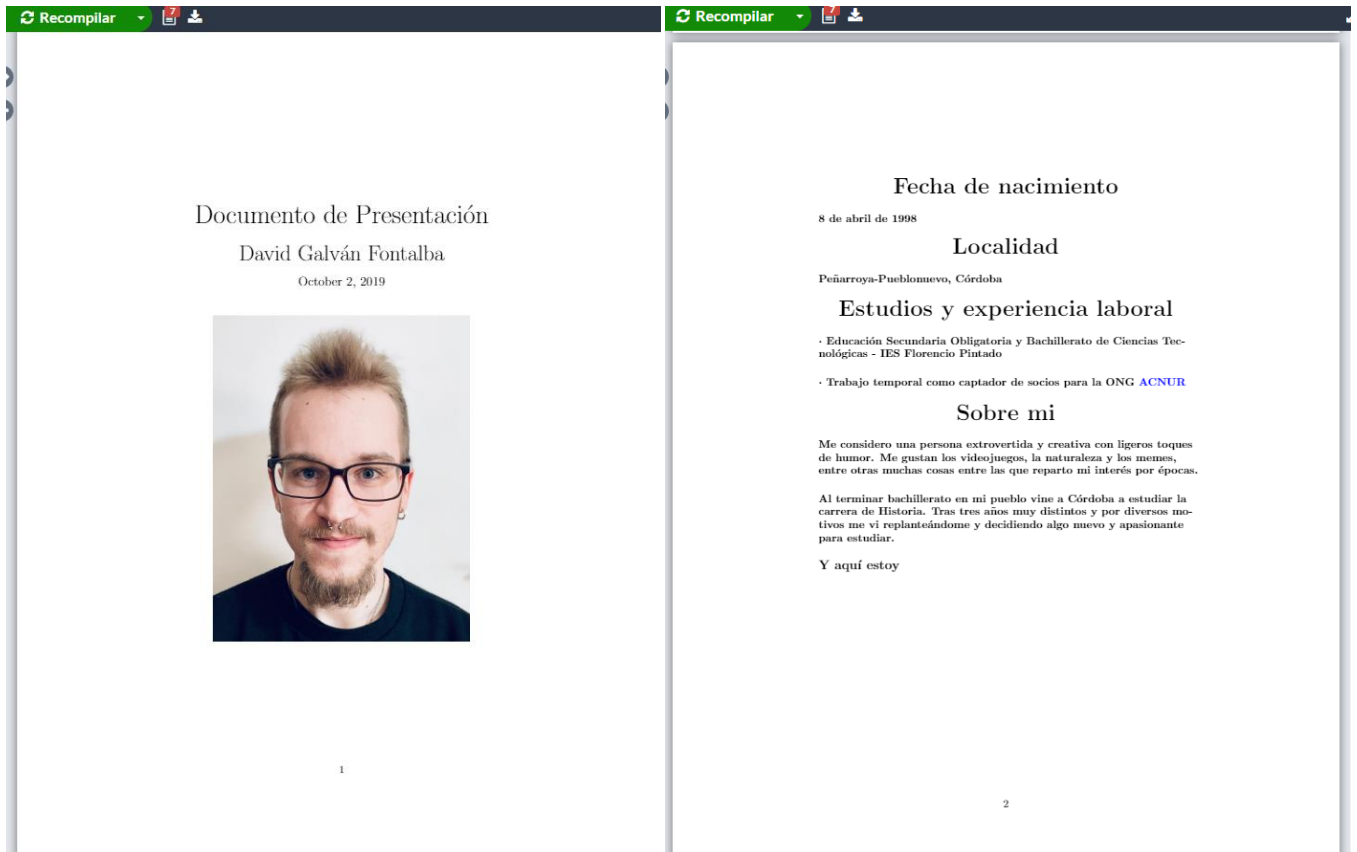 Recompilar
7
Documento de Presentación
David Galván Fontalba
October 2, 2019
1
Recompilar
7
Fecha de nacimiento
8 de abril de 1998
Localidad
Peñarroya-Pueblonuevo, Córdoba
Estudios y experiencia laboral
· Educación Secundaria Obligatoria y Bachillerato de Ciencias Tec-
nológicas - IES Florencio Pintado
· Trabajo temporal como captador de socios para la ONG ACNUR
Sobre mi
Me considero una persona extrovertida y creativa con ligeros toques
de humor. Me gustan los videojuegos, la naturaleza y los memes,
entre otras muchas cosas entre las que reparto mi interés por épocas.
Al terminar bachillerato en mi pueblo vine a Córdoba a estudiar la
carrera de Historia. Tras tres años muy distintos y por diversos mo-
tivos me vi replanteándome y decidiendo algo nuevo y apasionante
para estudiar.
Y aquí estoy
2